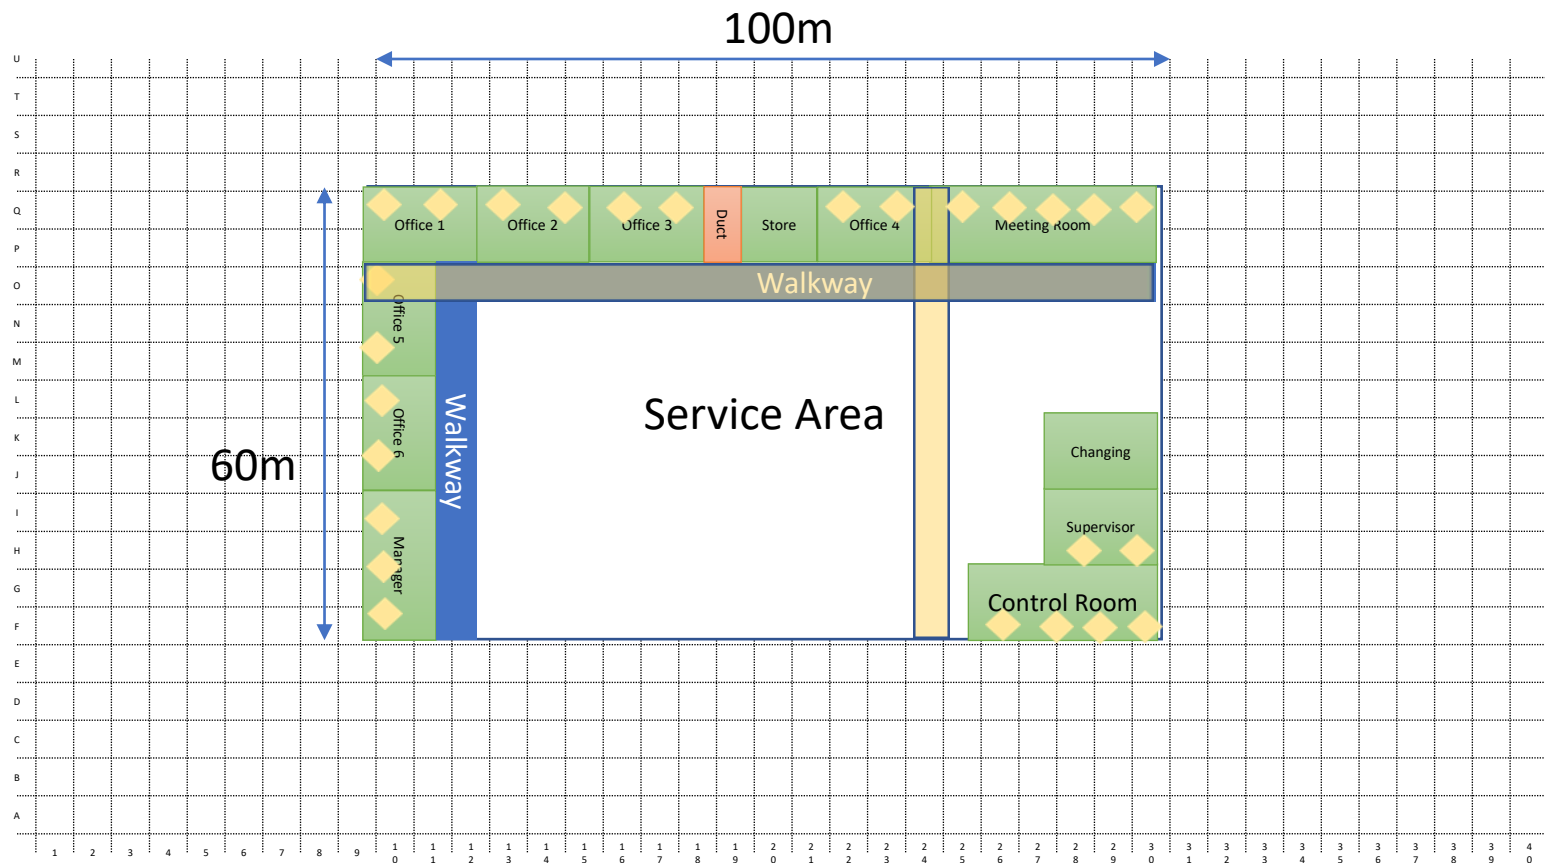 100m
U
T
S
R
Q
P
O
N
M
L
K
J
I
H
G
F
E
D
C
B
A
Office 1
Office 2
Office 3
Duct
Store
Office 4
Meeting Room
Walkway
Office 5
Office 6
Manager
Walkway
Service Area
60m
Changing
Supervisor
Control Room
1 2 3 4 5 6 7 8 9 10 11 12 13 14 15 16 17 18 19 20 21 22 23 24 25 26 27 28 29 30 31 32 33 34 35 36 37 38 39 40